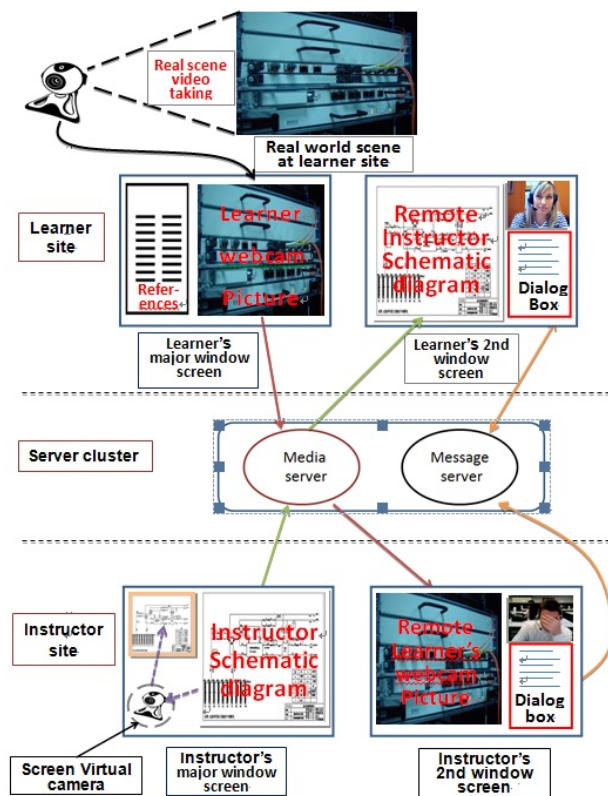 Real scene
video
taking
Real world scene
at learner site
Learner
site
Refer-
ences
Learner
webcam
Picture
Remote
Instructor
Schematic
diagram
Dialog
Box
Learner's
major window
screen
Learner's 2nd
window
screen
Server cluster
Media
server
Message
server
Instructor
site
Instructor
Schematic
diagram
Remote
Learner's
webcam
Picture
Dialog
box
Screen Virtual
camera
Instructor's
major window
screen
Instructor's
2nd window
screen